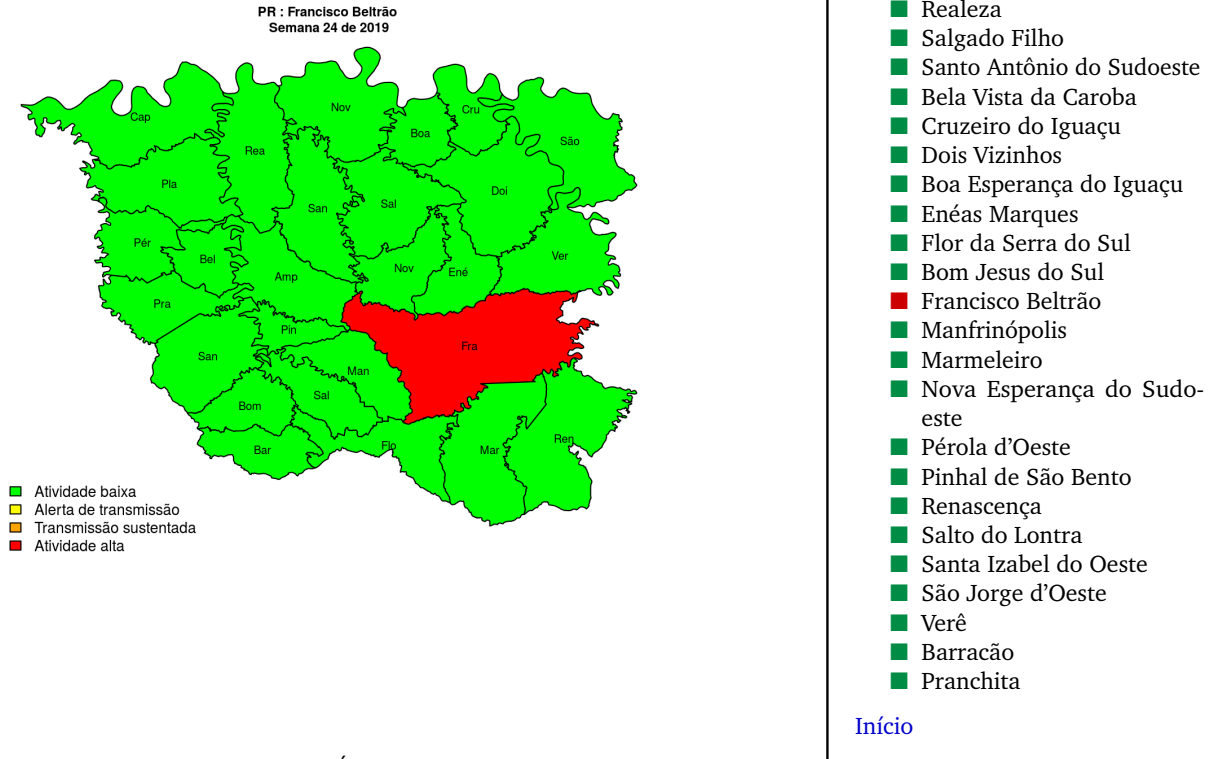 PR : Francisco Beltrão
Semana 24 de 2019
Cap
Nov
Cru
Boa
São
Rea
Pla
Doi
San
Sal
Pér
Bel
Ver
Nov
Ené
Amp
Pra
Pin
Fra
San
Man
Sal
Bom
Flo
Ren
Bar
Mar
Atividade baixa
Alerta de transmissão
Transmissão sustentada
Atividade alta
Realeza
Salgado Filho
Santo Antônio do Sudoeste
Bela Vista da Caroba
Cruzeiro do Iguaçu
Dois Vizinhos
Boa Esperança do Iguaçu
Enéas Marques
Flor da Serra do Sul
Bom Jesus do Sul
Francisco Beltrão
Manfrinópolis
Marmeleiro
Nova Esperança do Sudo-
este
Pérola d'Oeste
Pinhal de São Bento
Renascença
Salto do Lontra
Santa Izabel do Oeste
São Jorge d'Oeste
Verê
Barracão
Pranchita
Início